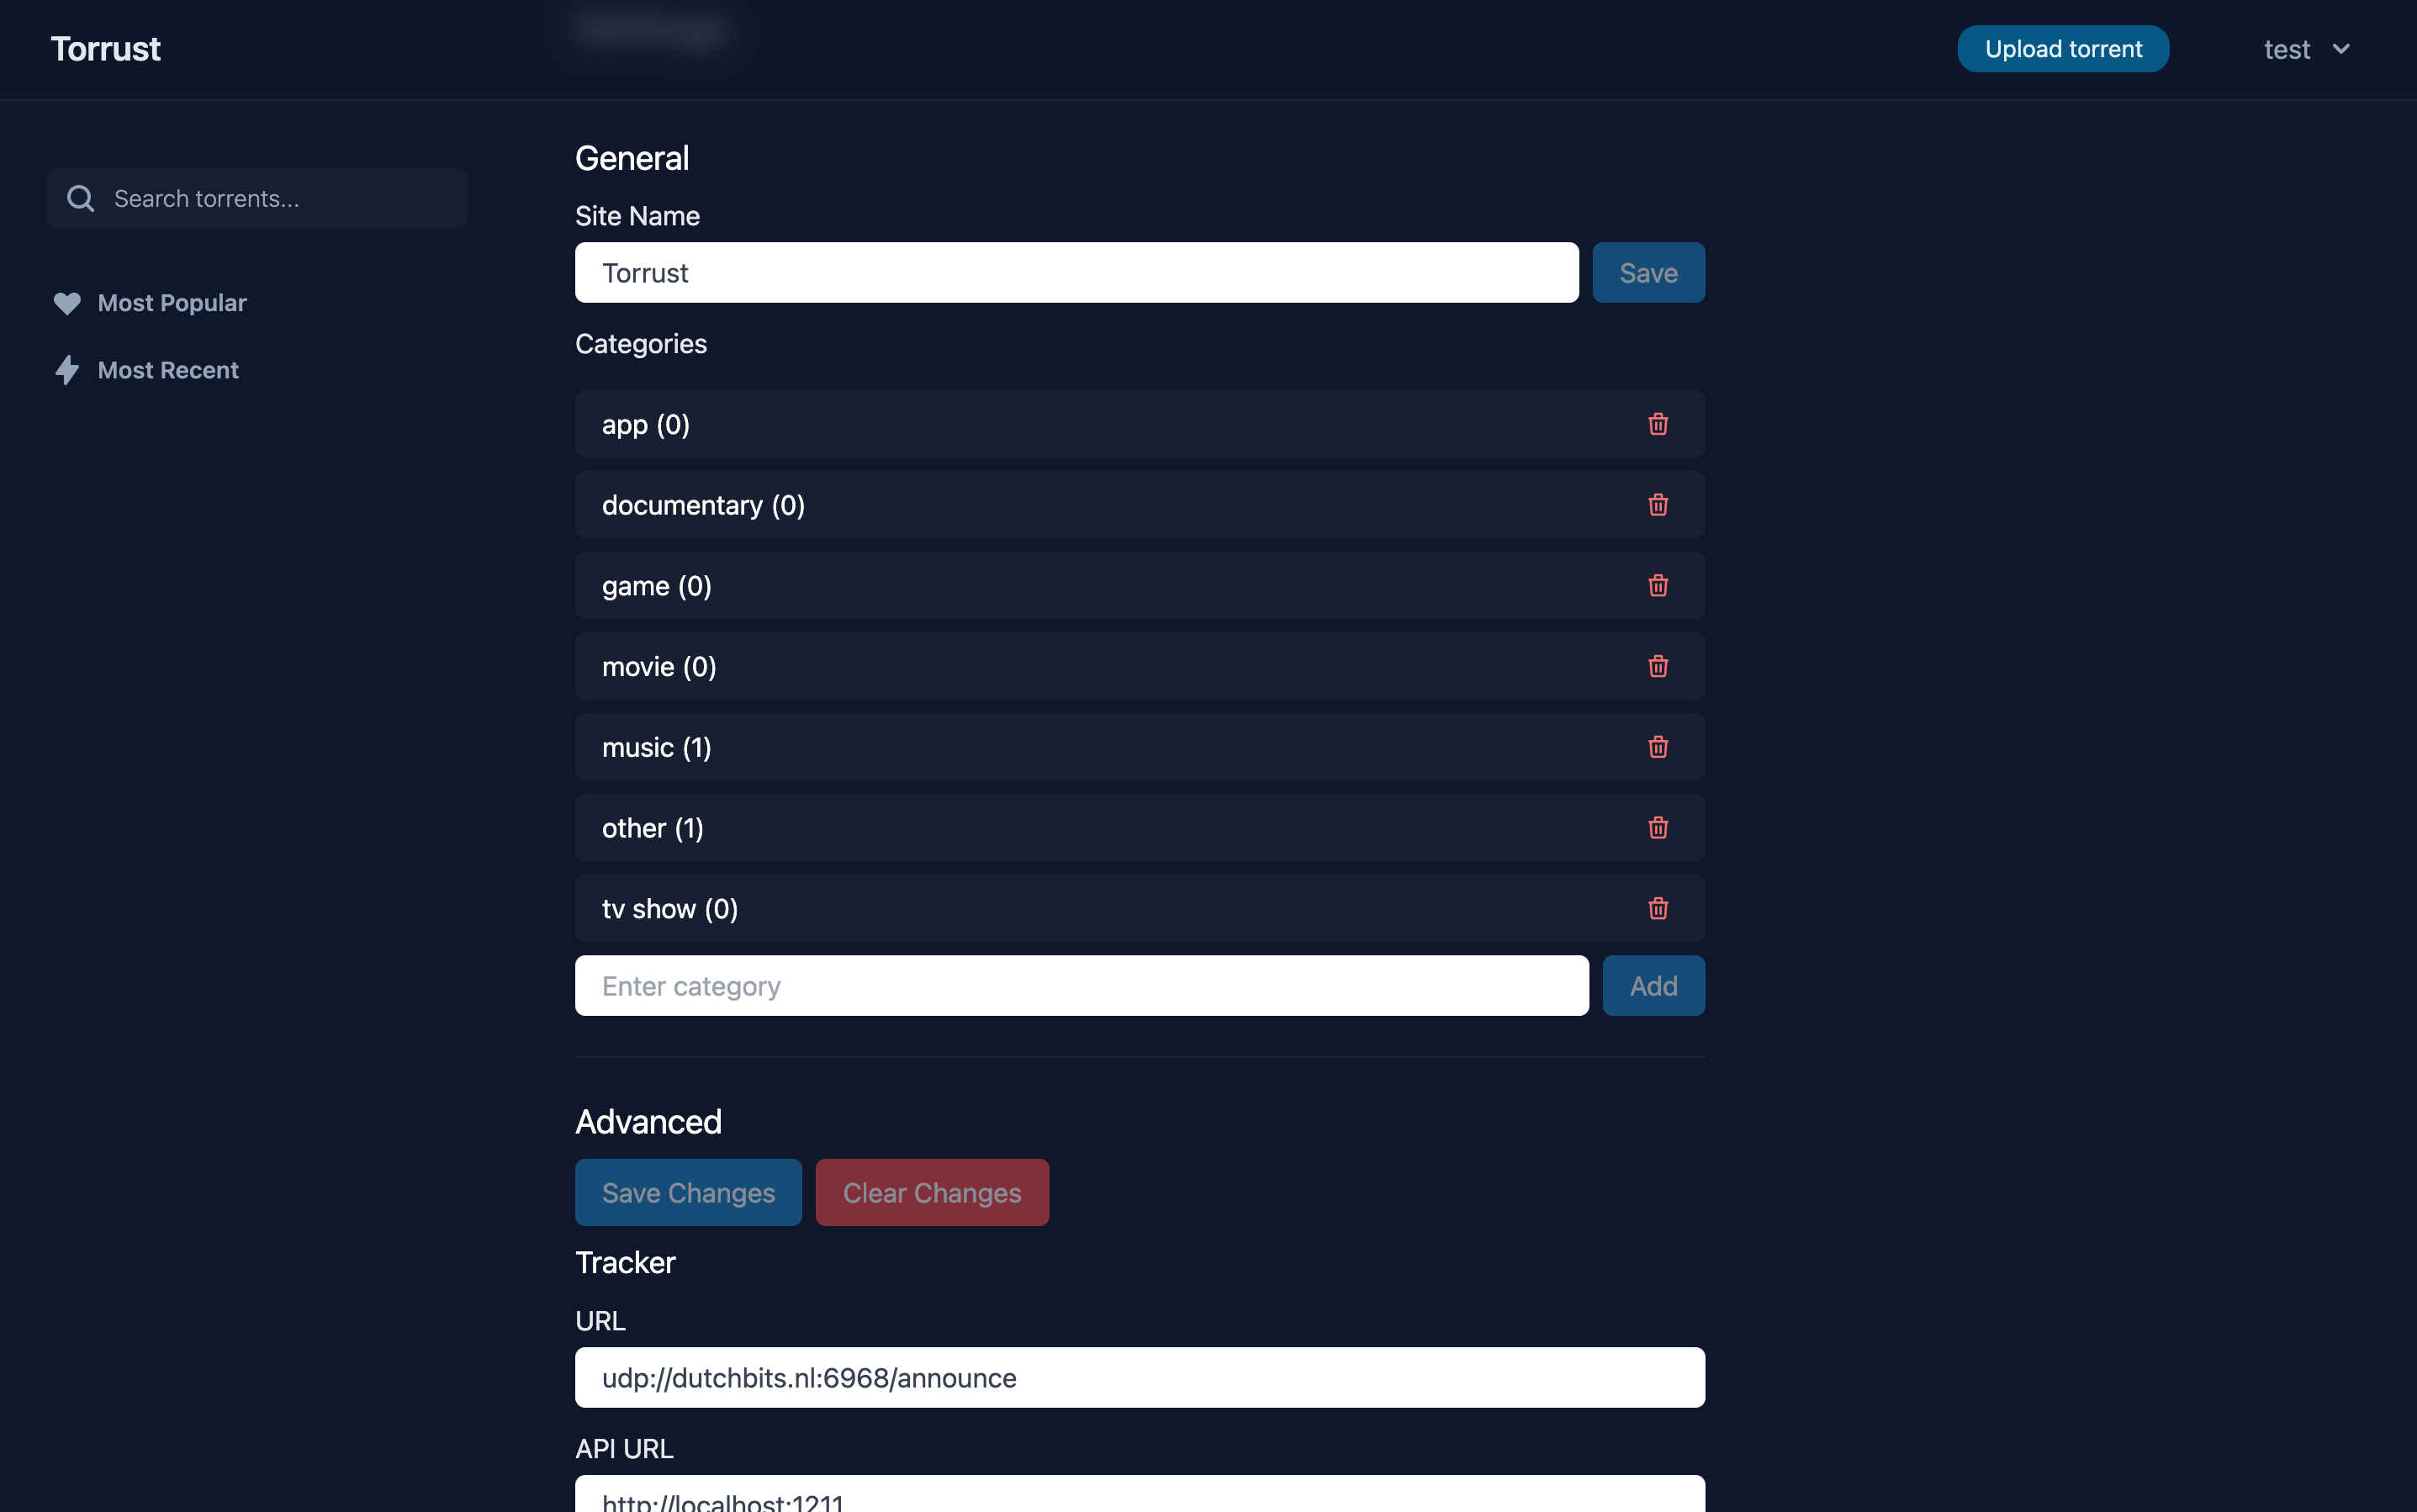 Torrust
Upload torrent
test
Search torrents...
Most Popular
Most Recent
General
Site Name
Torrust
Save
Categories
app (0)
documentary (0)
game (0)
movie (0)
music (1)
other (1)
tv show (0)
Enter category
Add
Advanced
Save Changes
Clear Changes
Tracker
URL
udp://dutchbits.nl:6968/announce
API URL
http://localhost:1211